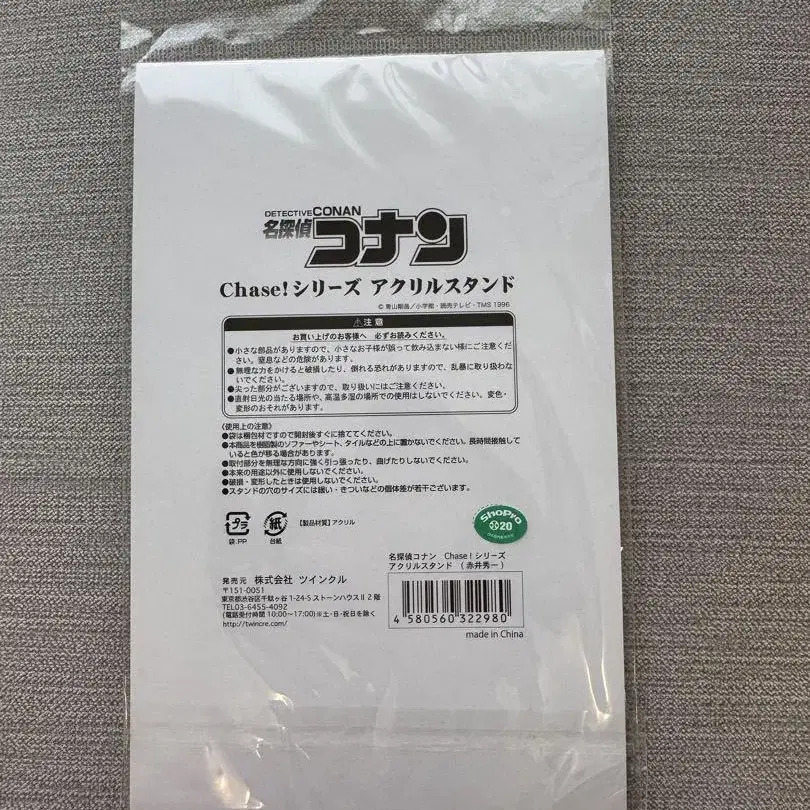 DETECTIVE CONAN
名探偵コナン
Chase!シリーズ アクリルスタンド
© 青山剛昌／小学館・読売テレビ・TMS 1996
⚠注意
お買い上げのお客様へ 必ずお読みください。
●小さな部品がありますので、小さなお子様が誤って飲み込まない様にご注意くだ
さい。窒息などの危険があります。
●無理な力をかけると破損したり、倒れる恐れがありますので、乱暴に取り扱わな
いでください。
●尖った部分がございますので、取り扱いにはご注意ください。
●直射日光の当たる場所や、高温多湿の場所での使用はしないでください。変色・
変形のおそれがあります。
《使用上の注意》
●袋は梱包材ですので開封後すぐに捨ててください。
●本商品を樹脂製のソファーやシート、タイルなどの上に置かないでください。長時間接触して
いると色が移る場合があります。
●取付部分を無理な方向に強く引っ張ったり、曲げたりしないでください。
●本来の用途以外に使用しないでください。
●破損・変形したときは使用しないでください。
●スタンドの穴のサイズには緩い・きついなどの個体差が若干ございます。
プラ
袋:PP
紙
台紙
【製品材質】アクリル
ShoPro
20
名探偵コナン Chase!シリーズ
アクリルスタンド （赤井秀一）
発売元 株式会社 ツインクル
〒151-0051
東京都渋谷区千駄ヶ谷 1-24-5 ストーンハウスⅡ 2 階
TEL03-6455-4092
(電話受付時間 10:00～17:00)※土・日・祝日を除く
http://twincre.com/
4 580560 322980
made in China